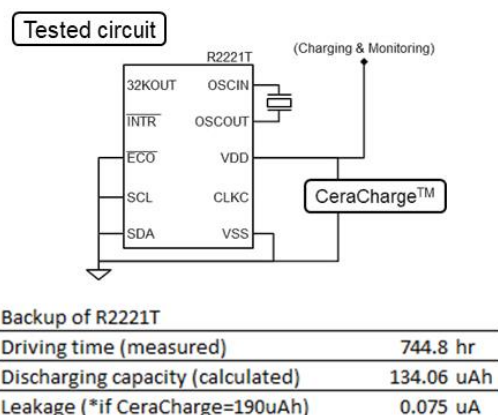 Tested circuit
R2221T
(Charging & Monitoring)
32KOUT OSCIN
INTR OSCOUT
ECO VDD
SCL CLKC
SDA VSS
CeraCharge™
Backup of R2221T
Driving time (measured) 744.8 hr
Discharging capacity (calculated) 134.06 uAh
Leakage (*if CeraCharge=190uAh) 0.075 uA